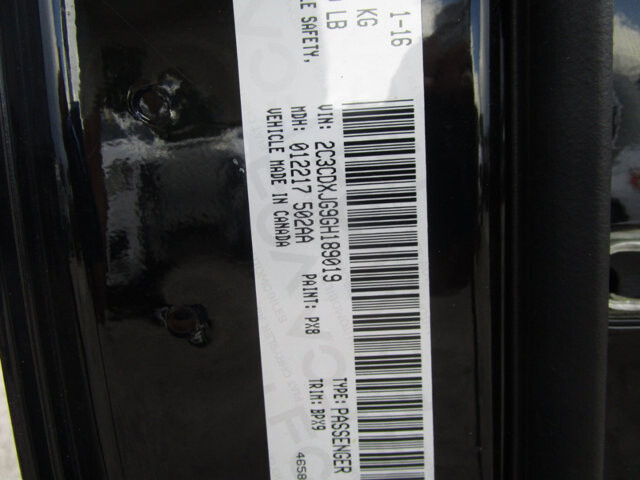 1-16
KG
LB
E SAFETY,
VIN: 2C3CDXJG9GH189019 TYPE: PASSENGER
MDH: 012217 502AA PAINT: PX8 TRIM: BPX9
VEHICLE MADE IN CANADA 4658